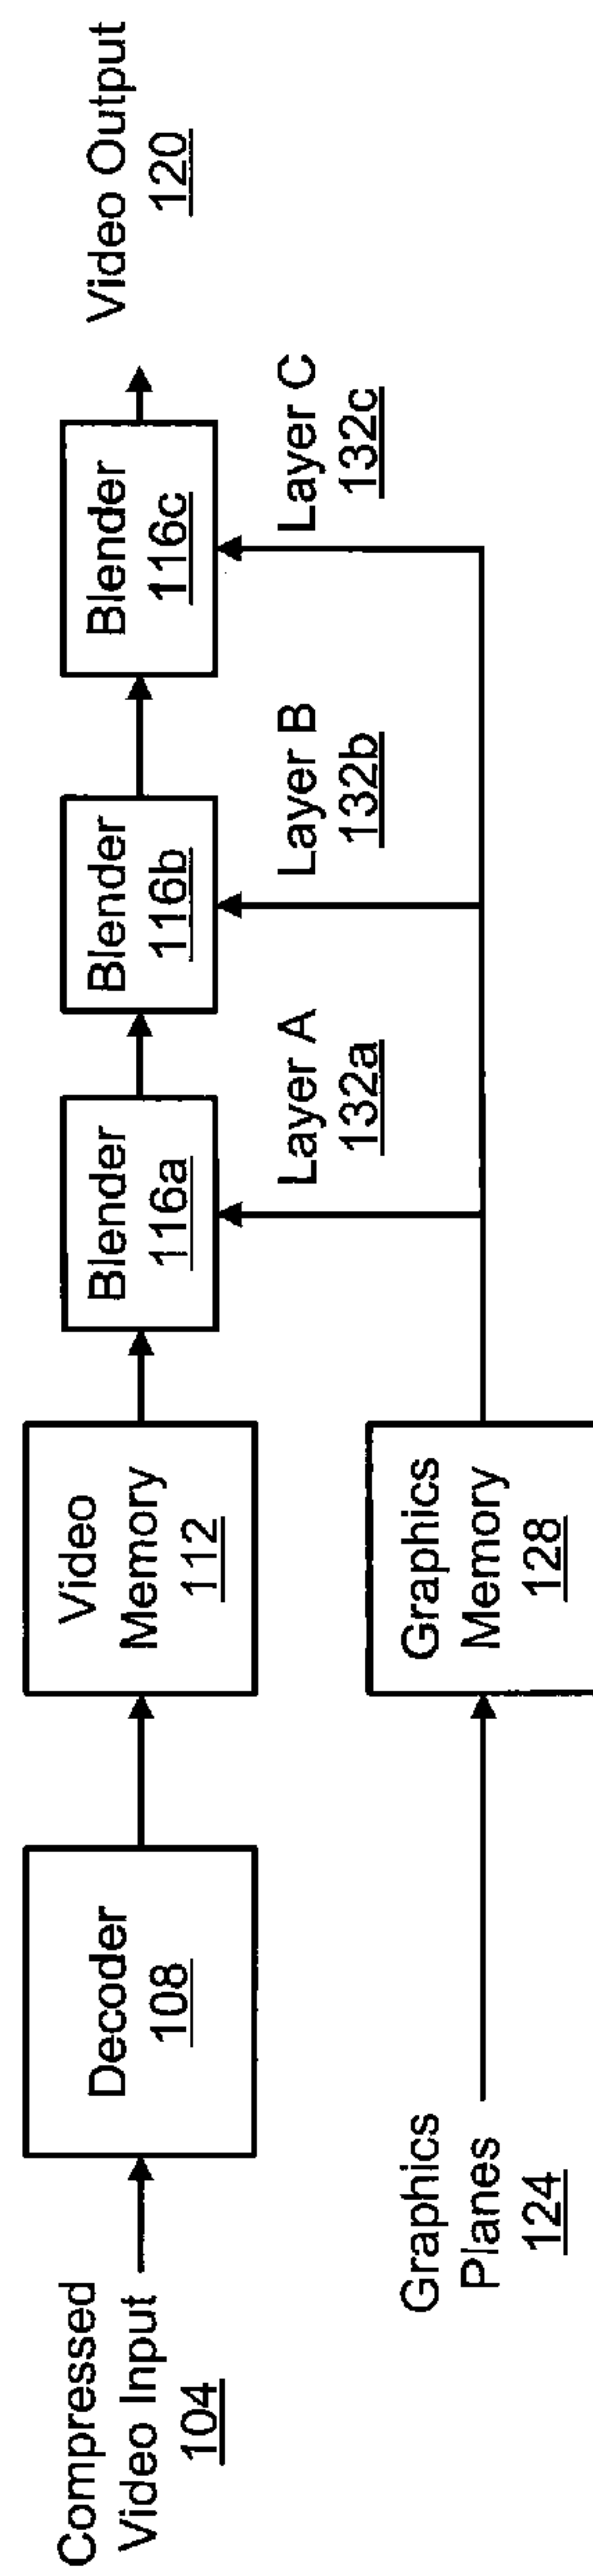 Compressed
Video Input
104
Decoder
108
Video
Memory
112
Blender
116a
Blender
116b
Blender
116c
Video Output
120
Layer A
132a
Layer B
132b
Layer C
132c
Graphics
Planes
124
Graphics
Memory
128